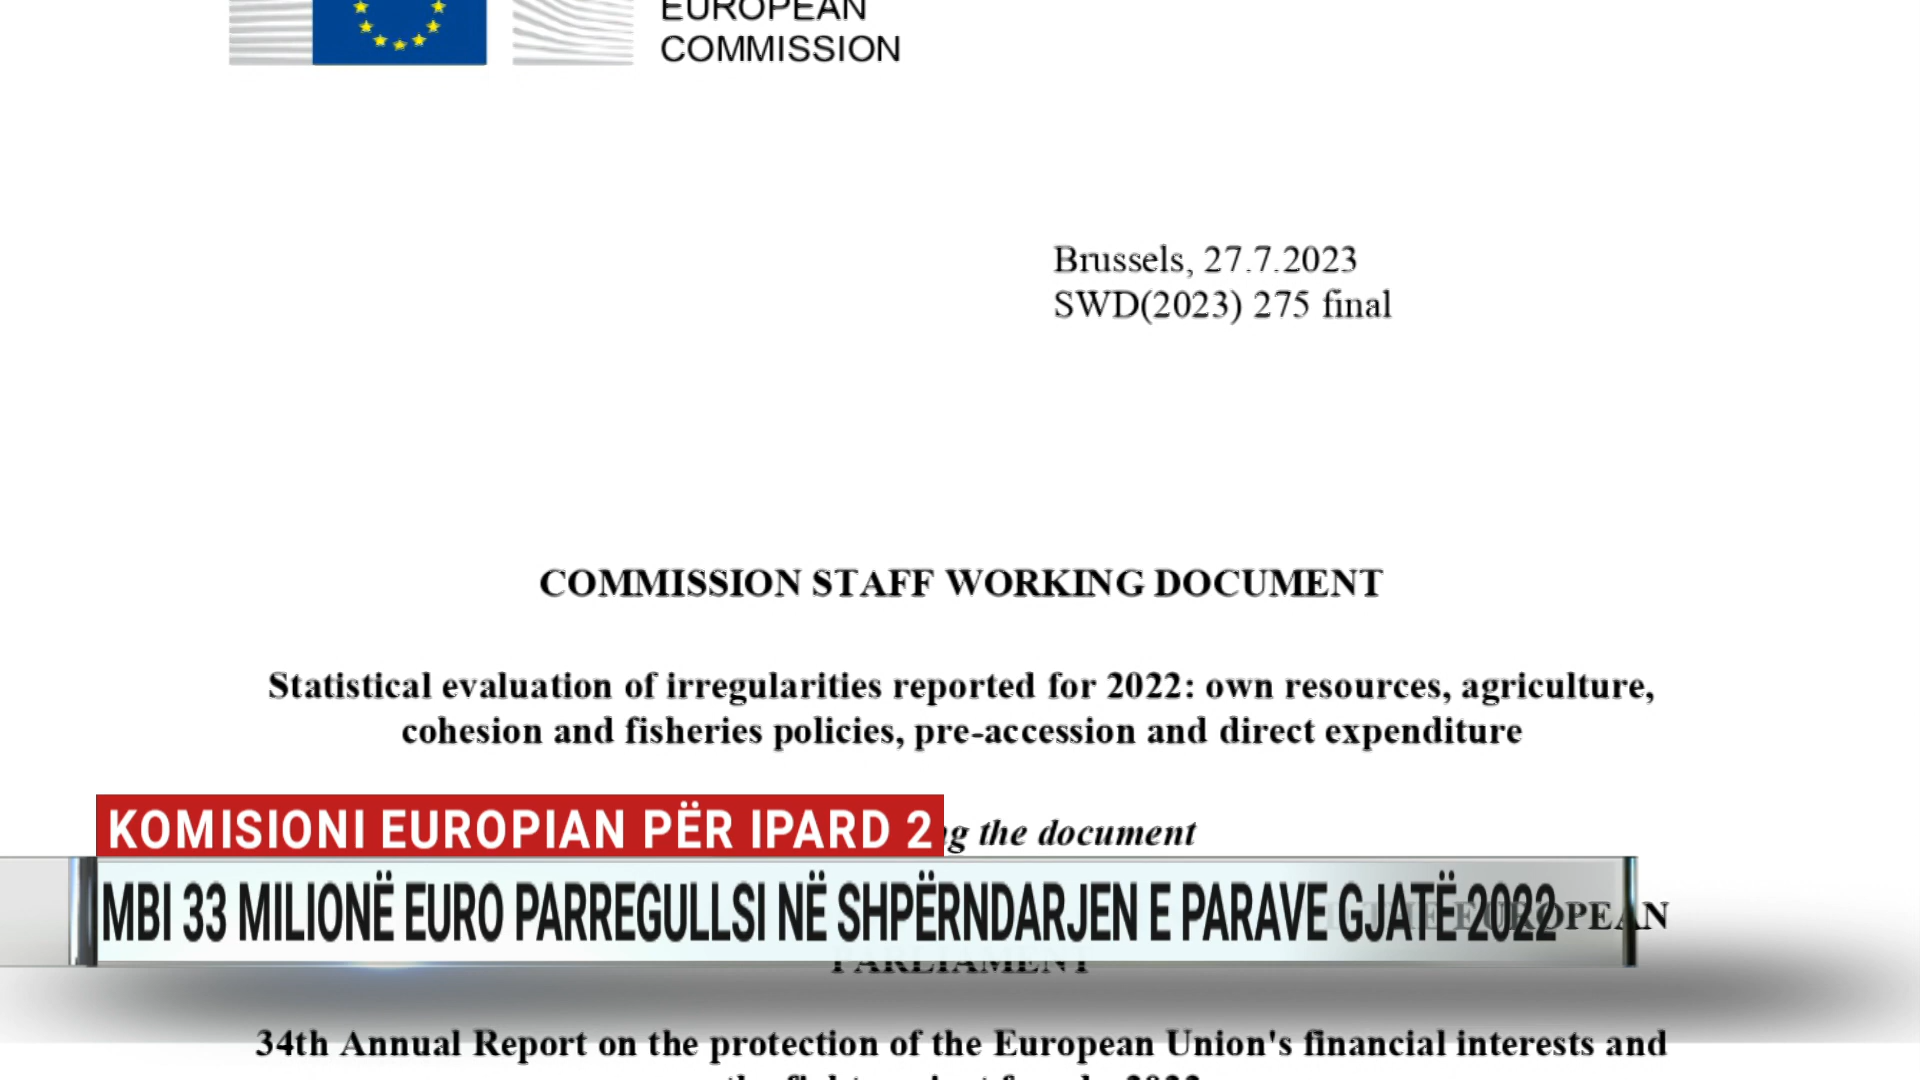 EUROPEAN
COMMISSION
Brussels, 27.7.2023
SWD(2023) 275 final
COMMISSION STAFF WORKING DOCUMENT
Statistical evaluation of irregularities reported for 2022: own resources, agriculture,
cohesion and fisheries policies, pre-accession and direct expenditure
KOMISIONI EUROPIAN PËR IPARD 2
the document
MBI 33 MILIONË EURO PARREGULLSI NË SHPËRNDARJEN E PARAVE GJATË 2022
THE EUROPEAN
PARLIAMENT
34th Annual Report on the protection of the European Union's financial interests and